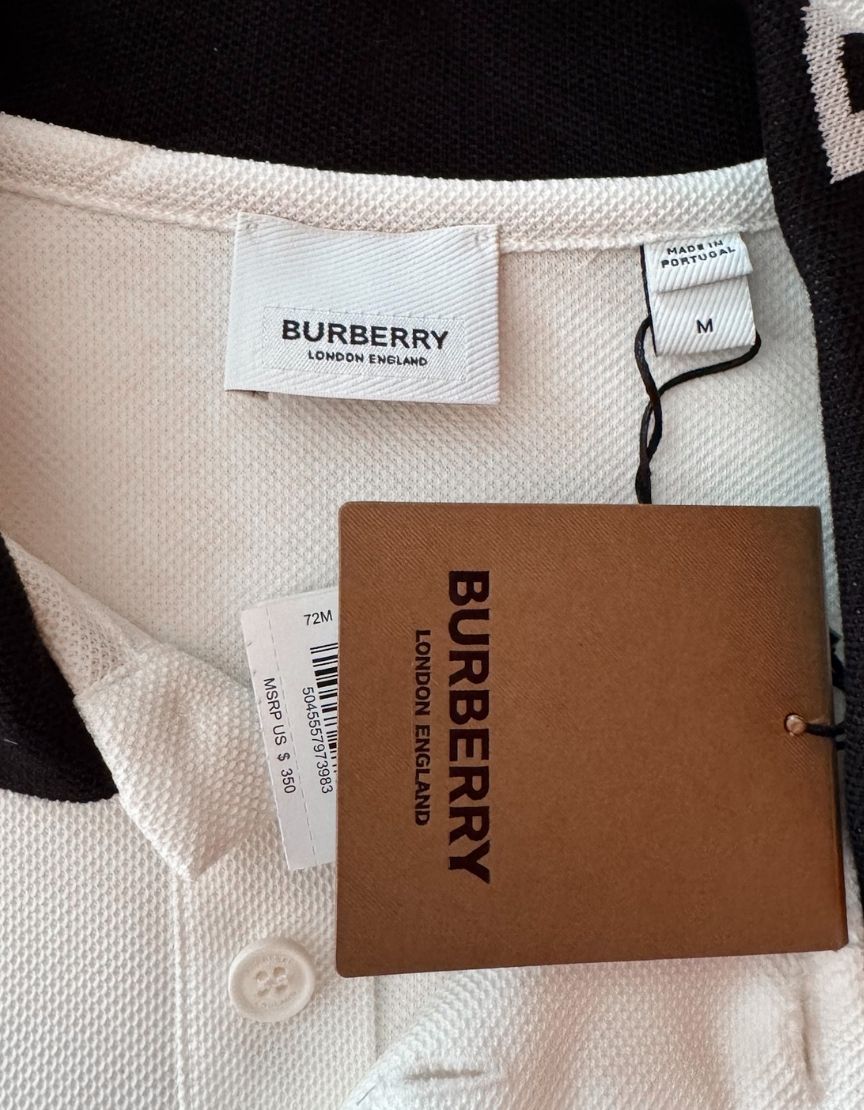 BURBERRY
LONDON ENGLAND
MADE IN
PORTUGAL
M
72M
5045557973983
MSRP US $ 350
BURBERRY
LONDON ENGLAND